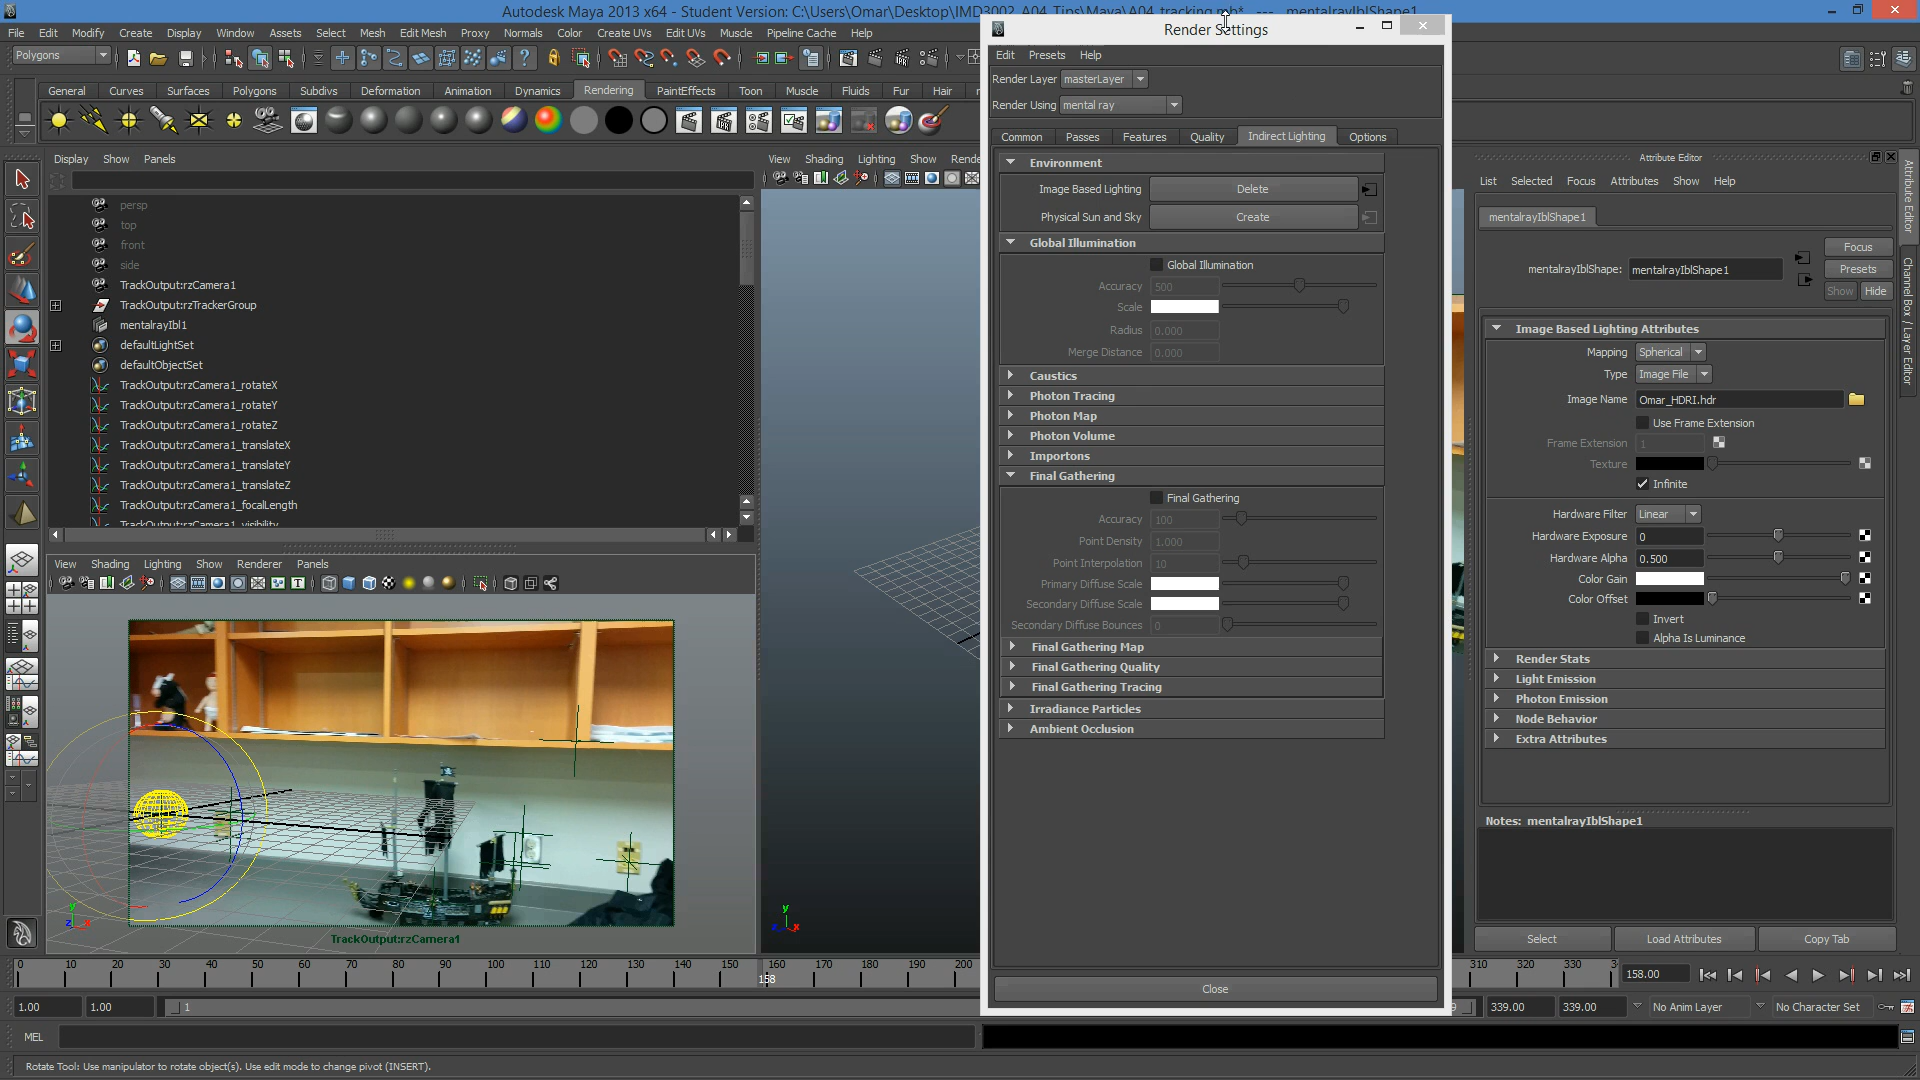 Autodesk Maya 2013 x64 - Student Version: C:\Users\Omar\Desktop\IMD3002_A04_Tips\Maya\A04_tracking.mb* --- mentalrayIblShape1
File Edit Modify Create Display Window Assets Select Mesh Edit Mesh Proxy Normals Color Create UVs Edit UVs Muscle Pipeline Cache Help
Polygons
General Curves Surfaces Polygons Subdivs Deformation Animation Dynamics Rendering PaintEffects Toon Muscle Fluids Fur Hair
Display Show Panels
persp
top
front
side
TrackOutput:rzCamera1
TrackOutput:rzTrackerGroup
mentalrayIbl1
defaultLightSet
defaultObjectSet
TrackOutput:rzCamera1_rotateX
TrackOutput:rzCamera1_rotateY
TrackOutput:rzCamera1_rotateZ
TrackOutput:rzCamera1_translateX
TrackOutput:rzCamera1_translateY
TrackOutput:rzCamera1_translateZ
TrackOutput:rzCamera1_focalLength
TrackOutput:rzCamera1_visibility
View Shading Lighting Show Renderer Panels
TrackOutput:rzCamera1
y
z x
View Shading Lighting Show Rende
y
z x
Render Settings
Edit Presets Help
Render Layer masterLayer
Render Using mental ray
Common Passes Features Quality Indirect Lighting Options
Environment
Image Based Lighting Delete
Physical Sun and Sky Create
Global Illumination
Global Illumination
Accuracy 500
Scale
Radius 0.000
Merge Distance 0.000
Caustics
Photon Tracing
Photon Map
Photon Volume
Importons
Final Gathering
Final Gathering
Accuracy 100
Point Density 1.000
Point Interpolation 10
Primary Diffuse Scale
Secondary Diffuse Scale
Secondary Diffuse Bounces 0
Final Gathering Map
Final Gathering Quality
Final Gathering Tracing
Irradiance Particles
Ambient Occlusion
Close
Attribute Editor
List Selected Focus Attributes Show Help
mentalrayIblShape1
Focus
mentalrayIblShape: mentalrayIblShape1 Presets
Show Hide
Image Based Lighting Attributes
Mapping Spherical
Type Image File
Image Name Omar_HDRI.hdr
Use Frame Extension
Frame Extension 1
Texture
Infinite
Hardware Filter Linear
Hardware Exposure 0
Hardware Alpha 0.500
Color Gain
Color Offset
Invert
Alpha Is Luminance
Render Stats
Light Emission
Photon Emission
Node Behavior
Extra Attributes
Notes: mentalrayIblShape1
Select Load Attributes Copy Tab
Attribute Editor
Channel Box / Layer Editor
0 10 20 30 40 50 60 70 80 90 100 110 120 130 140 150 160 170 180 190 200 310 320 330 3
158
158.00
1.00 1.00 1 9 339.00 339.00 No Anim Layer No Character Set
MEL
Rotate Tool: Use manipulator to rotate object(s). Use edit mode to change pivot (INSERT).